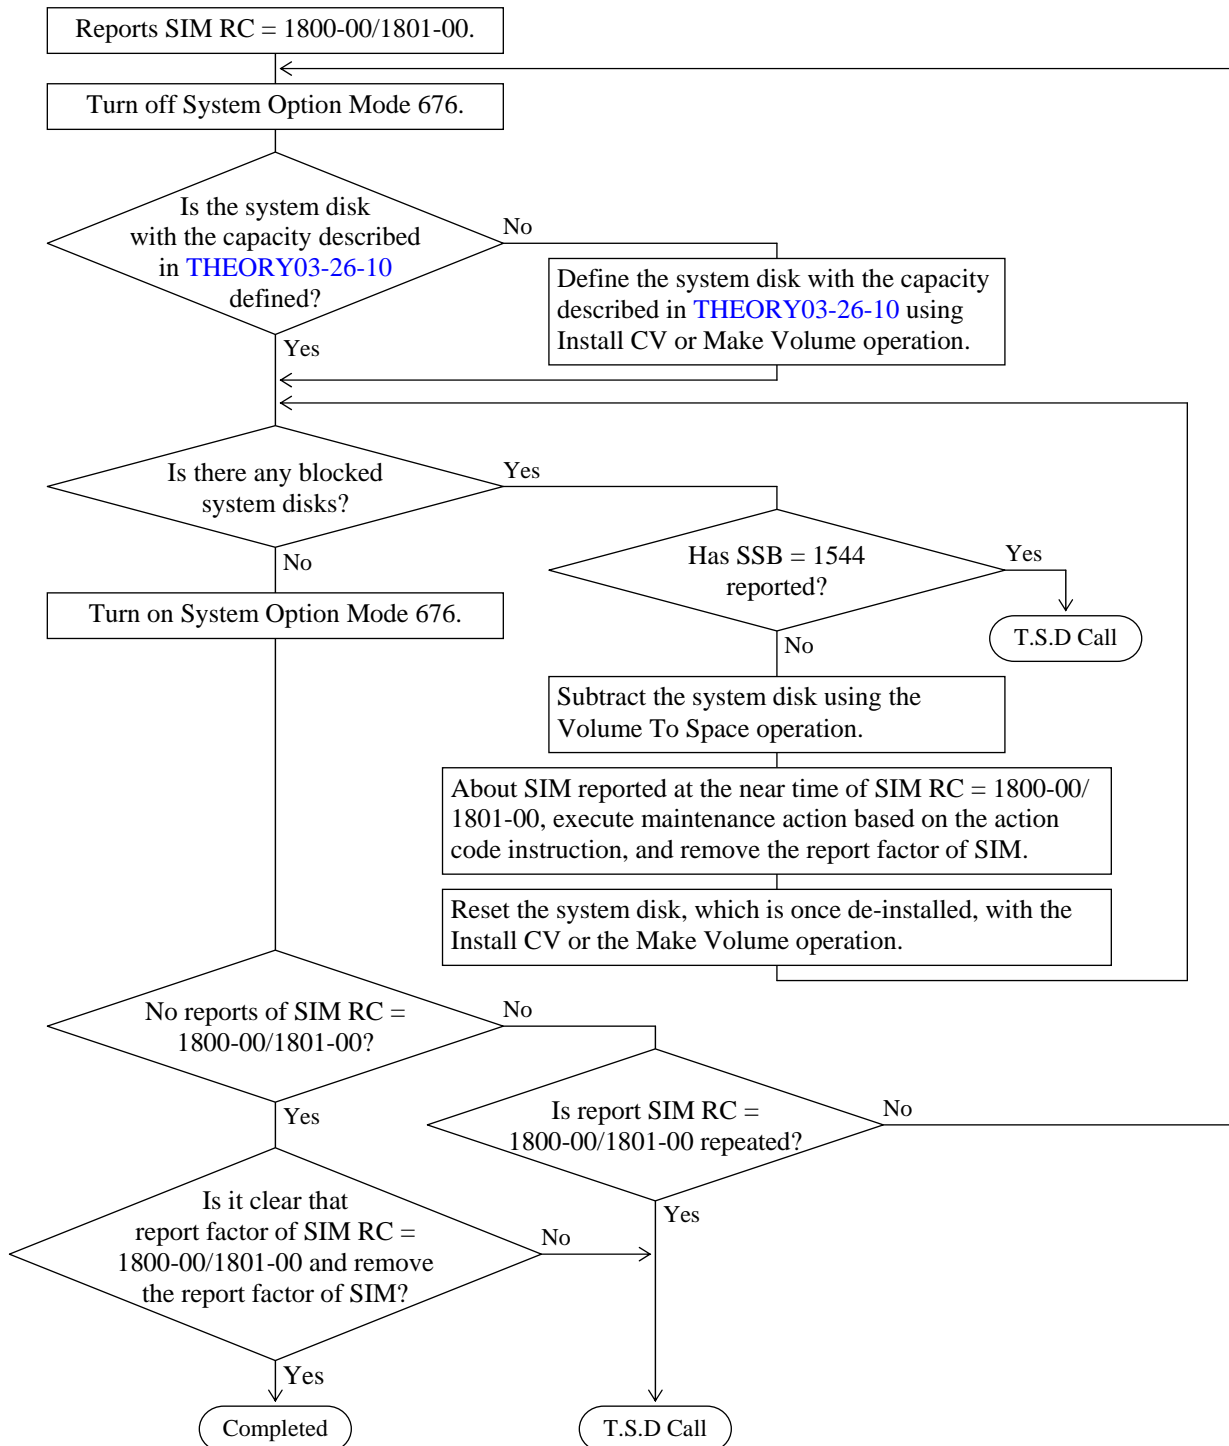 Reports SIM RC = 1800-00/1801-00.
Turn off System Option Mode 676.
Is the system disk
with the capacity described
in THEORY03-26-10
defined?
No
Define the system disk with the capacity
described in THEORY03-26-10 using
Install CV or Make Volume operation.
Yes
Is there any blocked
system disks?
Yes
Has SSB = 1544
reported?
Yes
T.S.D Call
No
No
Turn on System Option Mode 676.
Subtract the system disk using the
Volume To Space operation.
About SIM reported at the near time of SIM RC = 1800-00/
1801-00, execute maintenance action based on the action
code instruction, and remove the report factor of SIM.
Reset the system disk, which is once de-installed, with the
Install CV or the Make Volume operation.
No reports of SIM RC =
1800-00/1801-00?
No
Is report SIM RC =
1800-00/1801-00 repeated?
No
Yes
Yes
Is it clear that
report factor of SIM RC =
1800-00/1801-00 and remove
the report factor of SIM?
No
Yes
Completed
T.S.D Call